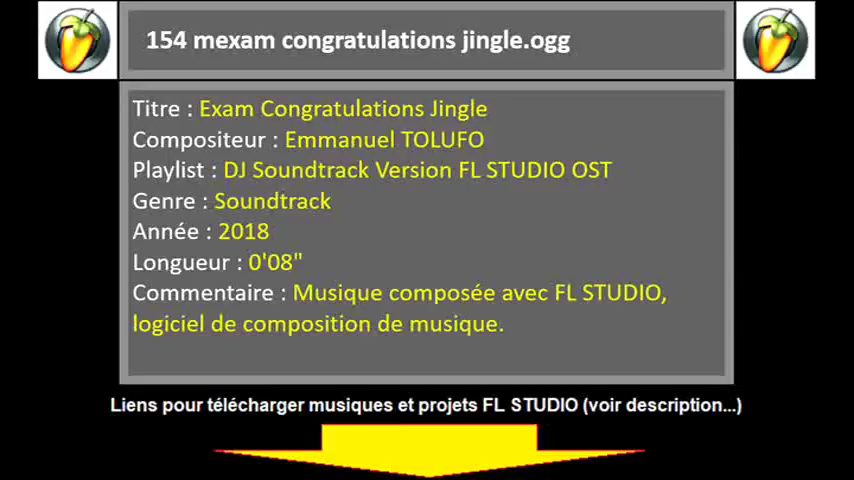 154 mexam congratulations jingle.ogg
Titre : Exam Congratulations Jingle
Compositeur : Emmanuel TOLUFO
Playlist : DJ Soundtrack Version FL STUDIO OST
Genre : Soundtrack
Année : 2018
Longueur : 0'08"
Commentaire : Musique composée avec FL STUDIO,
logiciel de composition de musique.
Liens pour télécharger musiques et projets FL STUDIO (voir description...)